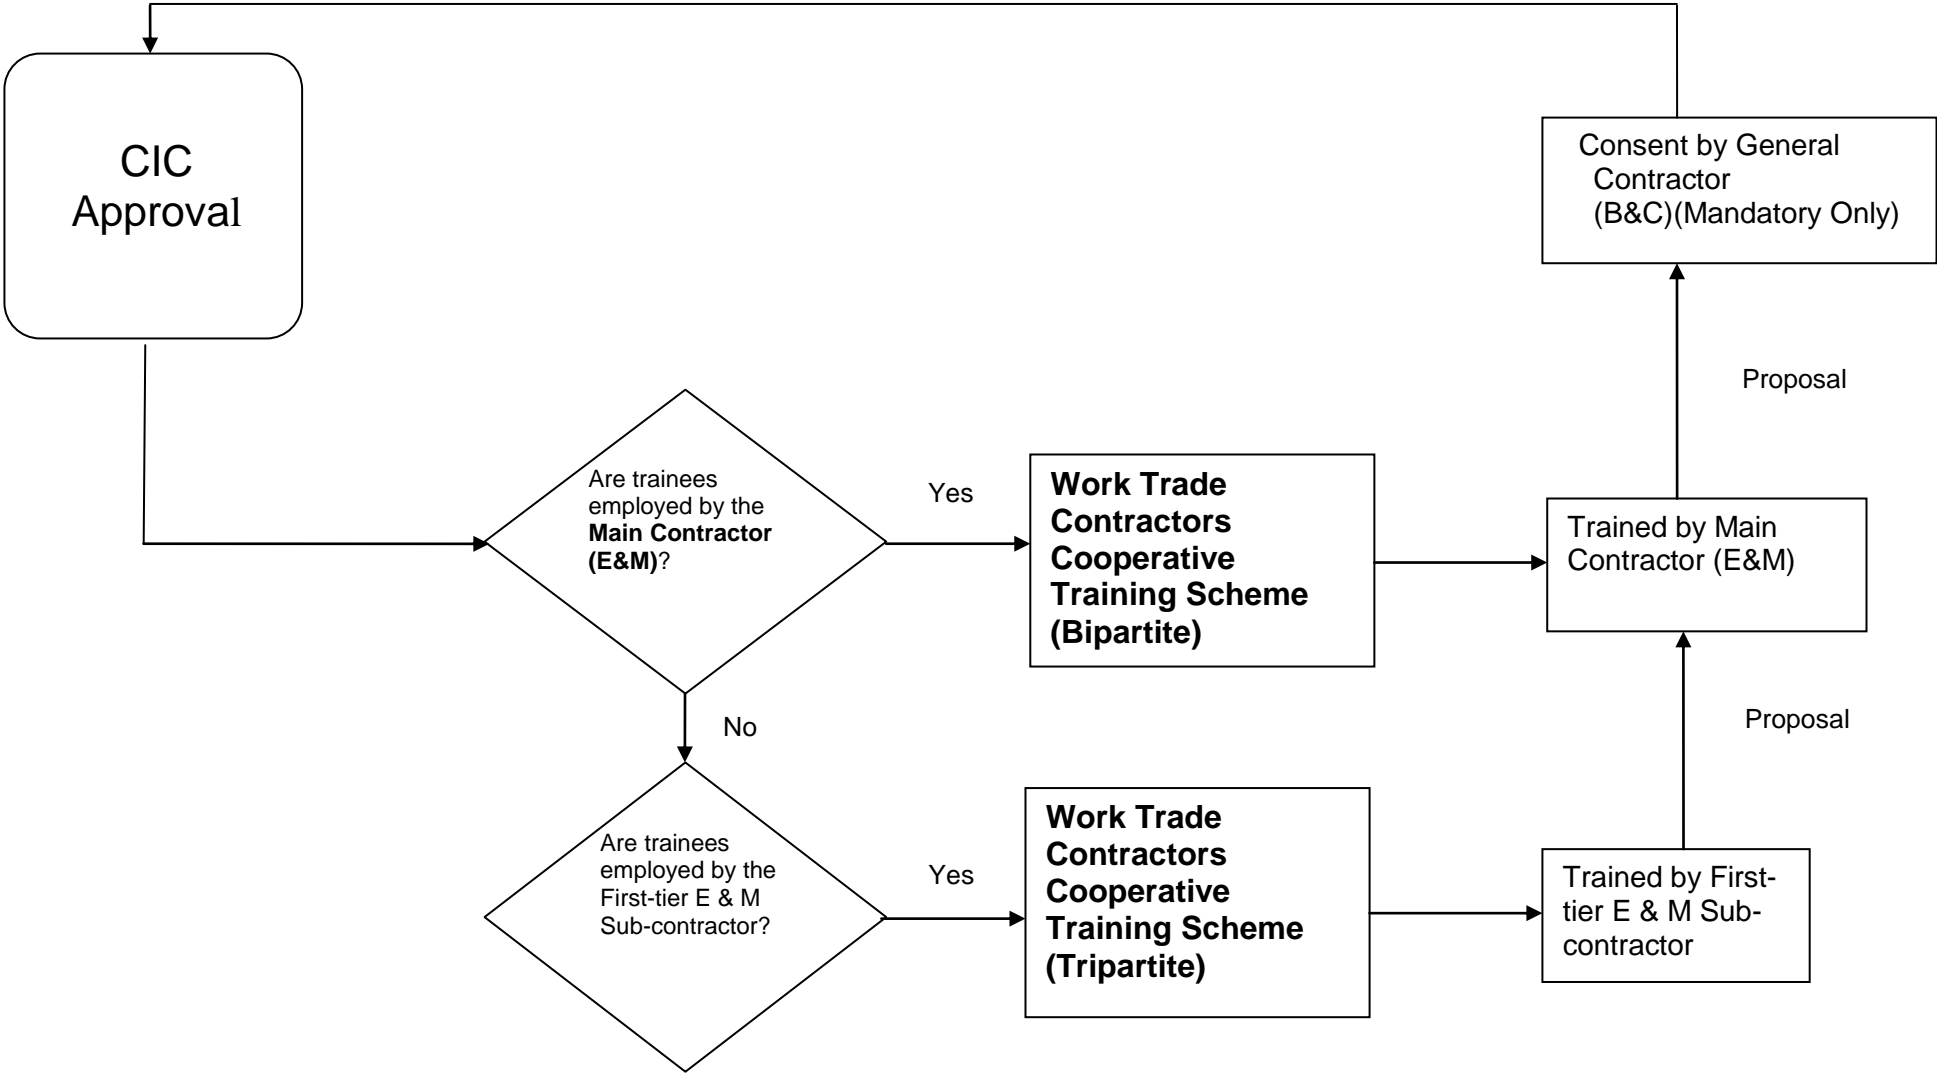 CIC
Approval
Consent by General
Contractor
(B&C)(Mandatory Only)
Proposal
Are trainees
employed by the
Main Contractor
(E&M)?
Yes
Work Trade
Contractors
Cooperative
Training Scheme
(Bipartite)
Trained by Main
Contractor (E&M)
No
Proposal
Are trainees
employed by the
First-tier E & M
Sub-contractor?
Yes
Work Trade
Contractors
Cooperative
Training Scheme
(Tripartite)
Trained by First-
tier E & M Sub-
contractor